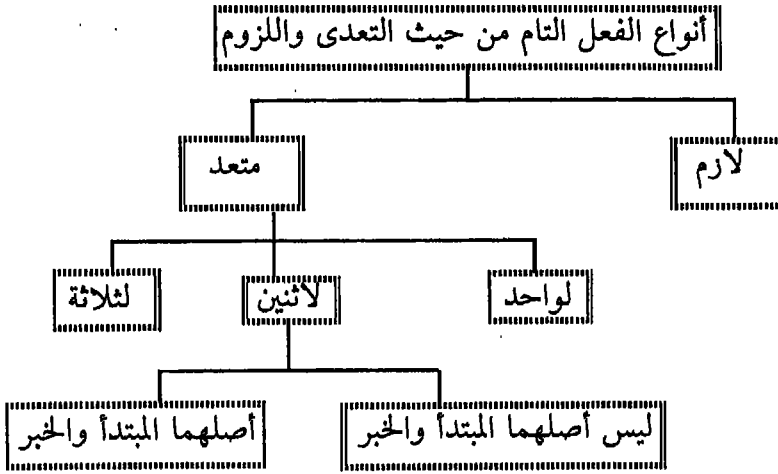 أنواع الفعل التام من حيث التعدى واللزوم
لازم
متعد
لواحد
لاثنين
لثلاثة
ليس أصلهما المبتدأ والخبر
أصلهما المبتدأ والخبر